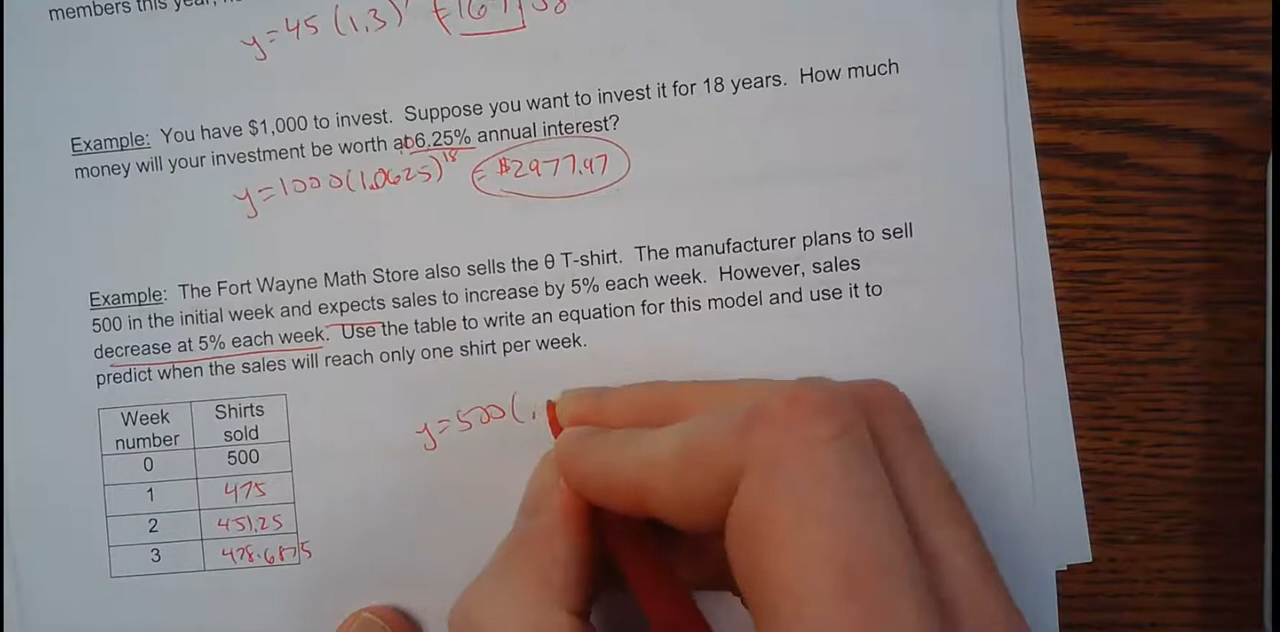 members this year,
y=45 (1.3)
Example: You have $1,000 to invest. Suppose you want to invest it for 18 years. How much
money will your investment be worth at 6.25% annual interest?
y=1000(1.0625)^18 = $2977.97
Example: The Fort Wayne Math Store also sells the θ T-shirt. The manufacturer plans to sell
500 in the initial week and expects sales to increase by 5% each week. However, sales
decrease at 5% each week. Use the table to write an equation for this model and use it to
predict when the sales will reach only one shirt per week.
y=500(.
Week number Shirts sold
0 500
1 475
2 451.25
3 428.6875